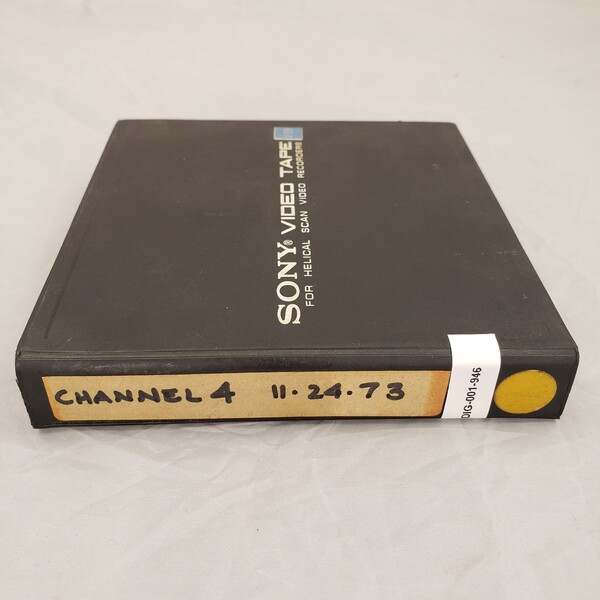 SONY® VIDEO TAPE
FOR HELICAL SCAN VIDEO RECORDERS
CHANNEL 4 11·24·73
DIG-001-946